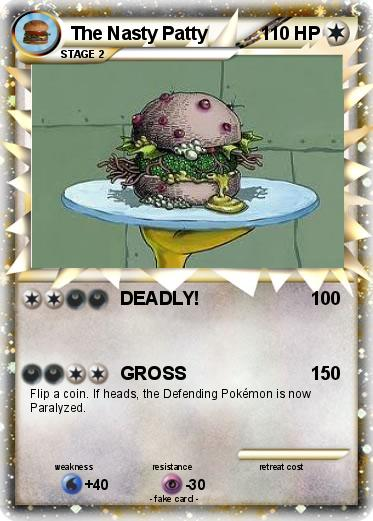 The Nasty Patty 110 HP
STAGE 2
DEADLY! 100
GROSS 150
Flip a coin. If heads, the Defending Pokémon is now
Paralyzed.
weakness resistance retreat cost
+40 -30
- fake card -